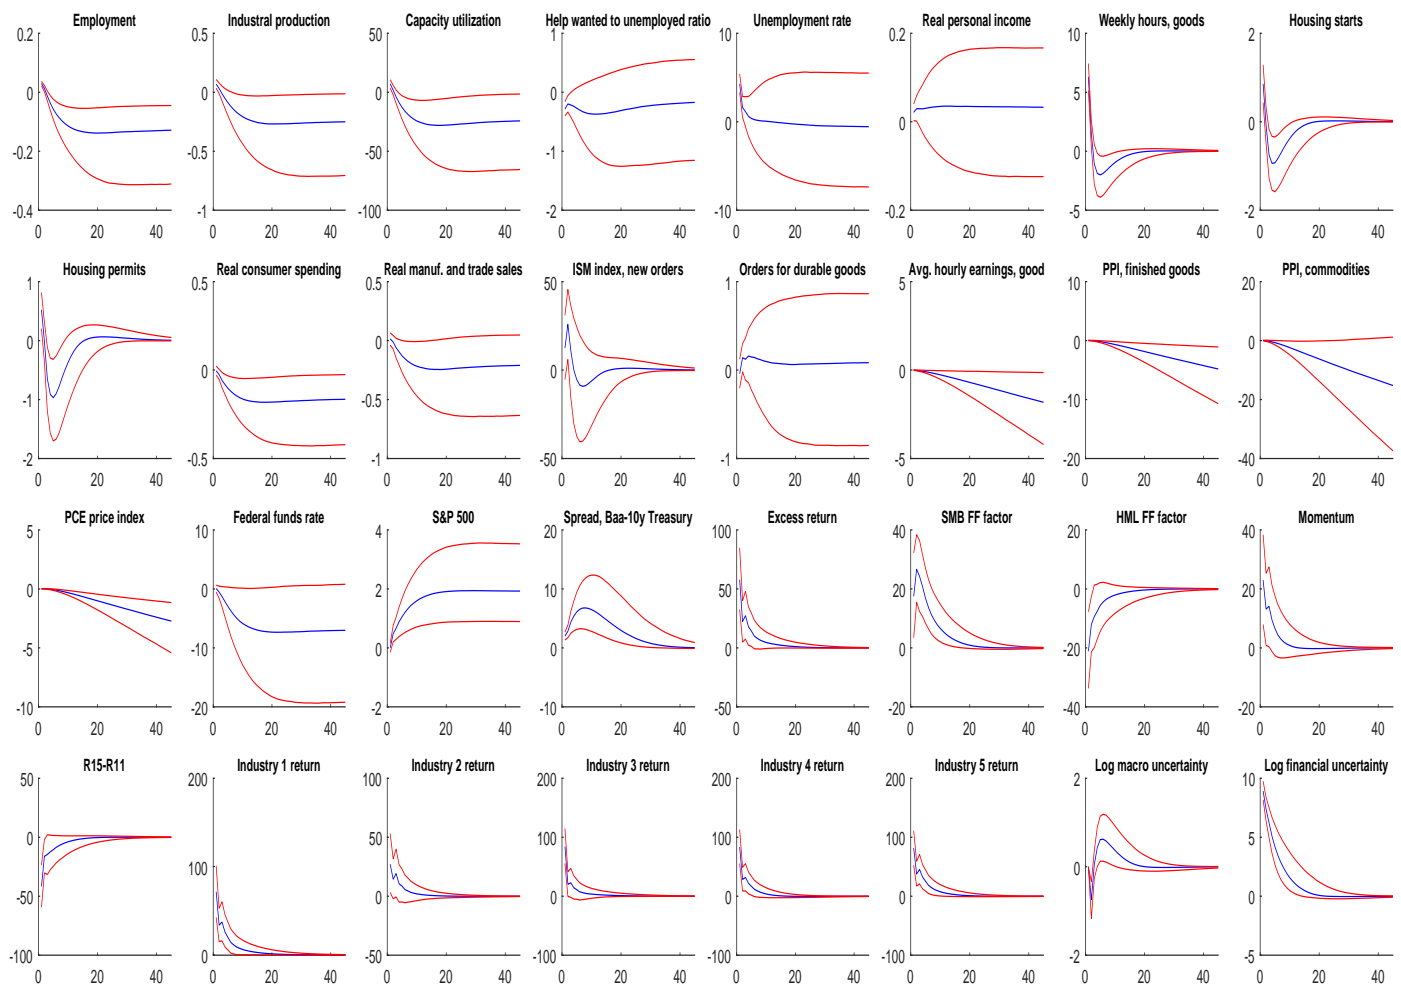 Employment
Industral production
Capacity utilization
Help wanted to unemployed ratio
Unemployment rate
Real personal income
Weekly hours, goods
Housing starts
0.2 0.5 50 1 10 0.2 10 2
0 0 0 0 0 0 5 0
-0.2 -0.5 -50 -1 -10 -0.2 0 -2
-0.4 -1 -100 -2 -5
0 20 40 0 20 40 0 20 40 0 20 40 0 20 40 0 20 40 0 20 40 0 20 40
Housing permits
Real consumer spending
Real manuf. and trade sales
ISM index, new orders
Orders for durable goods
Avg. hourly earnings, good
PPI, finished goods
PPI, commodities
1 0.5 0.5 50 1 5 10 20
0 0 0 0 0 0 0 0
-1 -0.5 -0.5 -50 -1 -5 -10 -20
-2 -1 -20 -40
0 20 40 0 20 40 0 20 40 0 20 40 0 20 40 0 20 40 0 20 40 0 20 40
PCE price index
Federal funds rate
S&P 500
Spread, Baa-10y Treasury
Excess return
SMB FF factor
HML FF factor
Momentum
5 10 4 20 100 40 20 40
0 0 2 10 50 20 0 20
-5 -10 0 0 0 0 -20 0
-10 -20 -2 -10 -50 -20 -40 -20
0 20 40 0 20 40 0 20 40 0 20 40 0 20 40 0 20 40 0 20 40 0 20 40
R15-R11
Industry 1 return
Industry 2 return
Industry 3 return
Industry 4 return
Industry 5 return
Log macro uncertainty
Log financial uncertainty
50 200 100 200 200 200 2 10
0 100 50 100 100 100 0 5
-50 0 0 0 0 0 -2 0
-100 -50 -100 -100 -100 -5
0 20 40 0 20 40 0 20 40 0 20 40 0 20 40 0 20 40 0 20 40 0 20 40